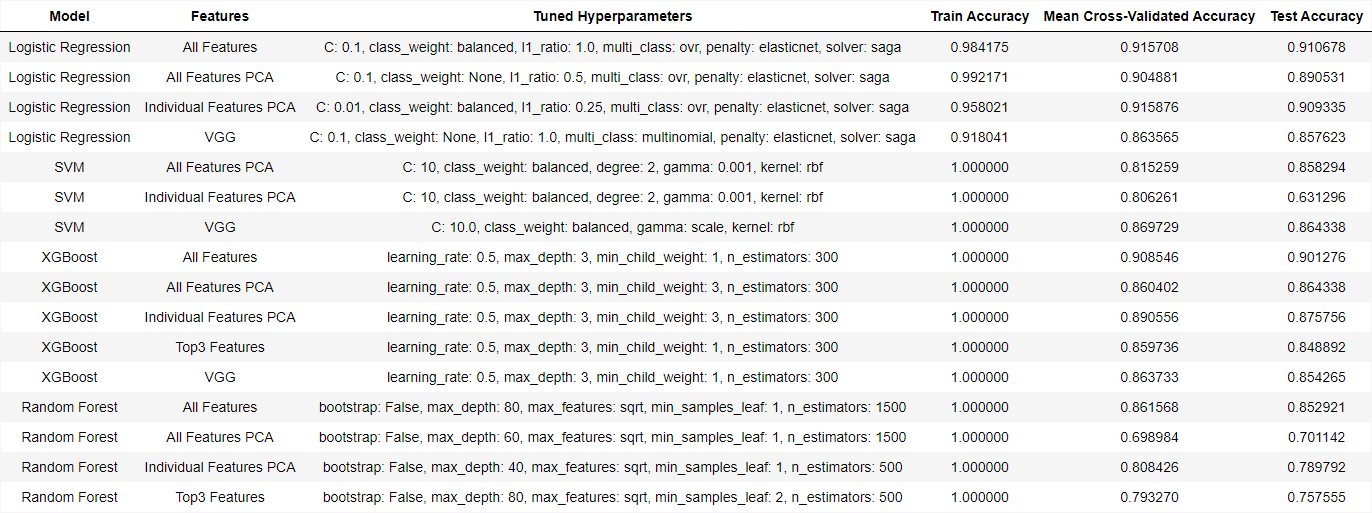 Model Features Tuned Hyperparameters Train Accuracy Mean Cross-Validated Accuracy Test Accuracy
Logistic Regression All Features C: 0.1, class_weight: balanced, l1_ratio: 1.0, multi_class: ovr, penalty: elasticnet, solver: saga 0.984175 0.915708 0.910678
Logistic Regression All Features PCA C: 0.1, class_weight: None, l1_ratio: 0.5, multi_class: ovr, penalty: elasticnet, solver: saga 0.992171 0.904881 0.890531
Logistic Regression Individual Features PCA C: 0.01, class_weight: balanced, l1_ratio: 0.25, multi_class: ovr, penalty: elasticnet, solver: saga 0.958021 0.915876 0.909335
Logistic Regression VGG C: 0.1, class_weight: None, l1_ratio: 1.0, multi_class: multinomial, penalty: elasticnet, solver: saga 0.918041 0.863565 0.857623
SVM All Features PCA C: 10, class_weight: balanced, degree: 2, gamma: 0.001, kernel: rbf 1.000000 0.815259 0.858294
SVM Individual Features PCA C: 10, class_weight: balanced, degree: 2, gamma: 0.001, kernel: rbf 1.000000 0.806261 0.631296
SVM VGG C: 10.0, class_weight: balanced, gamma: scale, kernel: rbf 1.000000 0.869729 0.864338
XGBoost All Features learning_rate: 0.5, max_depth: 3, min_child_weight: 1, n_estimators: 300 1.000000 0.908546 0.901276
XGBoost All Features PCA learning_rate: 0.5, max_depth: 3, min_child_weight: 3, n_estimators: 300 1.000000 0.860402 0.864338
XGBoost Individual Features PCA learning_rate: 0.5, max_depth: 3, min_child_weight: 3, n_estimators: 300 1.000000 0.890556 0.875756
XGBoost Top3 Features learning_rate: 0.5, max_depth: 3, min_child_weight: 1, n_estimators: 300 1.000000 0.859736 0.848892
XGBoost VGG learning_rate: 0.5, max_depth: 3, min_child_weight: 1, n_estimators: 300 1.000000 0.863733 0.854265
Random Forest All Features bootstrap: False, max_depth: 80, max_features: sqrt, min_samples_leaf: 1, n_estimators: 1500 1.000000 0.861568 0.852921
Random Forest All Features PCA bootstrap: False, max_depth: 60, max_features: sqrt, min_samples_leaf: 1, n_estimators: 1500 1.000000 0.698984 0.701142
Random Forest Individual Features PCA bootstrap: False, max_depth: 40, max_features: sqrt, min_samples_leaf: 1, n_estimators: 500 1.000000 0.808426 0.789792
Random Forest Top3 Features bootstrap: False, max_depth: 80, max_features: sqrt, min_samples_leaf: 2, n_estimators: 500 1.000000 0.793270 0.757555